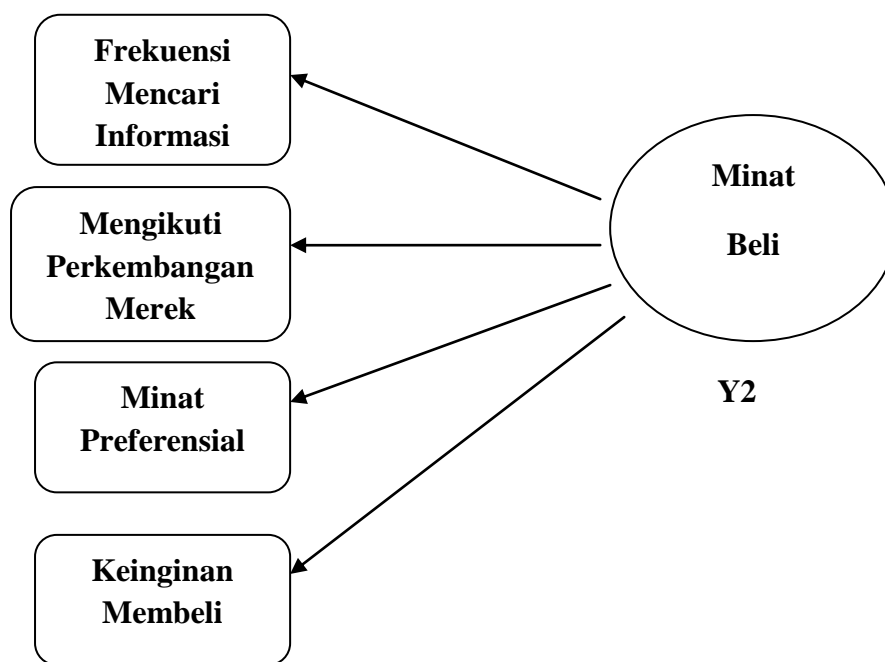 Frekuensi
Mencari
Informasi
Mengikuti
Perkembangan
Merek
Minat
Preferensial
Keinginan
Membeli
Minat
Beli
Y2